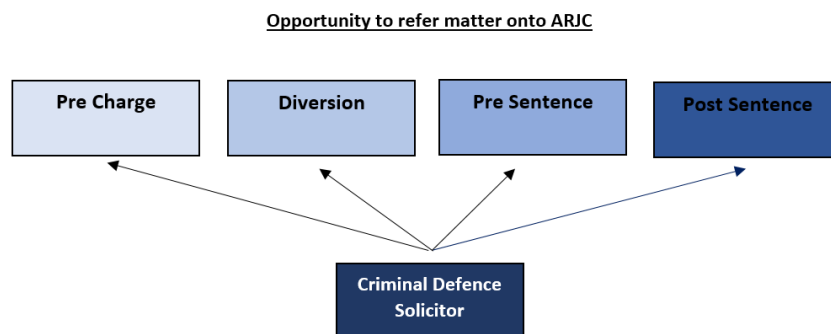 Opportunity to refer matter onto ARJC
Pre Charge
Diversion
Pre Sentence
Post Sentence
Criminal Defence
Solicitor